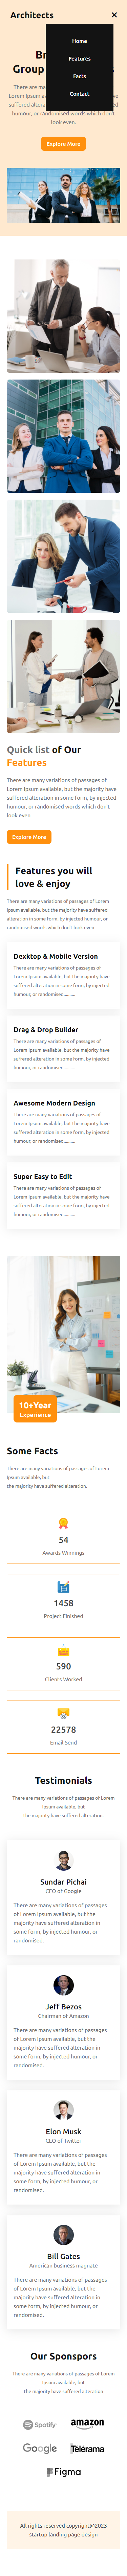 Architects
Home
Features
Facts
Contact
Br
Group
There are
Lorem Ipsum available, but the majority have
suffered alteration in some form, by injected
humour, or randomised words which don't
look even.
Explore More
Quick list of Our
Features
There are many variations of passages of
Lorem Ipsum available, but the majority have
suffered alteration in some form, by injected
humour, or randomised words which don't
look even
Explore More
Features you will
love & enjoy
There are many variations of passages of Lorem
Ipsum available, but the majority have suffered
alteration in some form, by injected humour, or
randomised words which don't look even
Dexktop & Mobile Version
There are many variations of passages of
Lorem Ipsum available, but the majority have
suffered alteration in some form, by injected
humour, or randomised...........
Drag & Drop Builder
There are many variations of passages of
Lorem Ipsum available, but the majority have
suffered alteration in some form, by injected
humour, or randomised...........
Awesome Modern Design
There are many variations of passages of
Lorem Ipsum available, but the majority have
suffered alteration in some form, by injected
humour, or randomised...........
Super Easy to Edit
There are many variations of passages of
Lorem Ipsum available, but the majority have
suffered alteration in some form, by injected
humour, or randomised...........
10+Year
Experience
Some Facts
There are many variations of passages of Lorem
Ipsum available, but
the majority have suffered alteration.
54
Awards Winnings
1458
Project Finished
590
Clients Worked
22578
Email Send
Testimonials
There are many variations of passages of Lorem
Ipsum available, but
the majority have suffered alteration.
Sundar Pichai
CEO of Google
There are many variations of passages
of Lorem Ipsum available, but the
majority have suffered alteration in
some form, by injected humour, or
randomised.
Jeff Bezos
Chairman of Amazon
There are many variations of passages
of Lorem Ipsum available, but the
majority have suffered alteration in
some form, by injected humour, or
randomised.
Elon Musk
CEO of Twitter
There are many variations of passages
of Lorem Ipsum available, but the
majority have suffered alteration in
some form, by injected humour, or
randomised.
Bill Gates
American business magnate
There are many variations of passages
of Lorem Ipsum available, but the
majority have suffered alteration in
some form, by injected humour, or
randomised.
Our Sponspors
There are many variations of passages of Lorem
Ipsum available, but
the majority have suffered alteration
Spotify
amazon
Google
Télérama
Figma
All rights reserved copyright@2023
startup landing page design